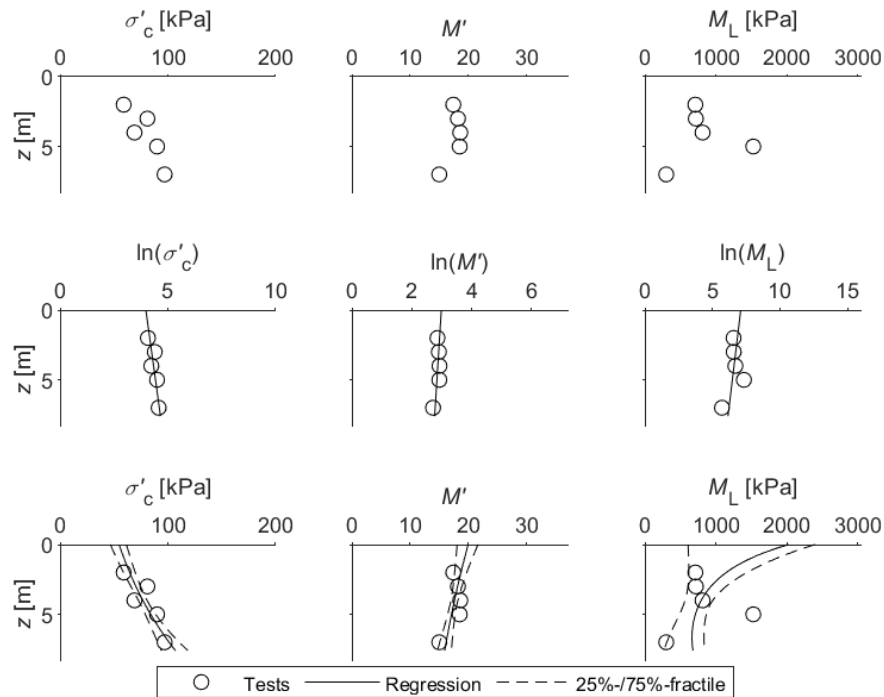 σ′c [kPa] M′ ML [kPa]
0 100 200 0 10 20 30 0 1000 2000 3000
0
5
z [m]
ln(σ′c) ln(M′) ln(ML)
0 5 10 0 2 4 6 0 5 10 15
0
5
z [m]
σ′c [kPa] M′ ML [kPa]
0 100 200 0 10 20 30 0 1000 2000 3000
0
5
z [m]
Tests Regression 25%-/75%-fractile